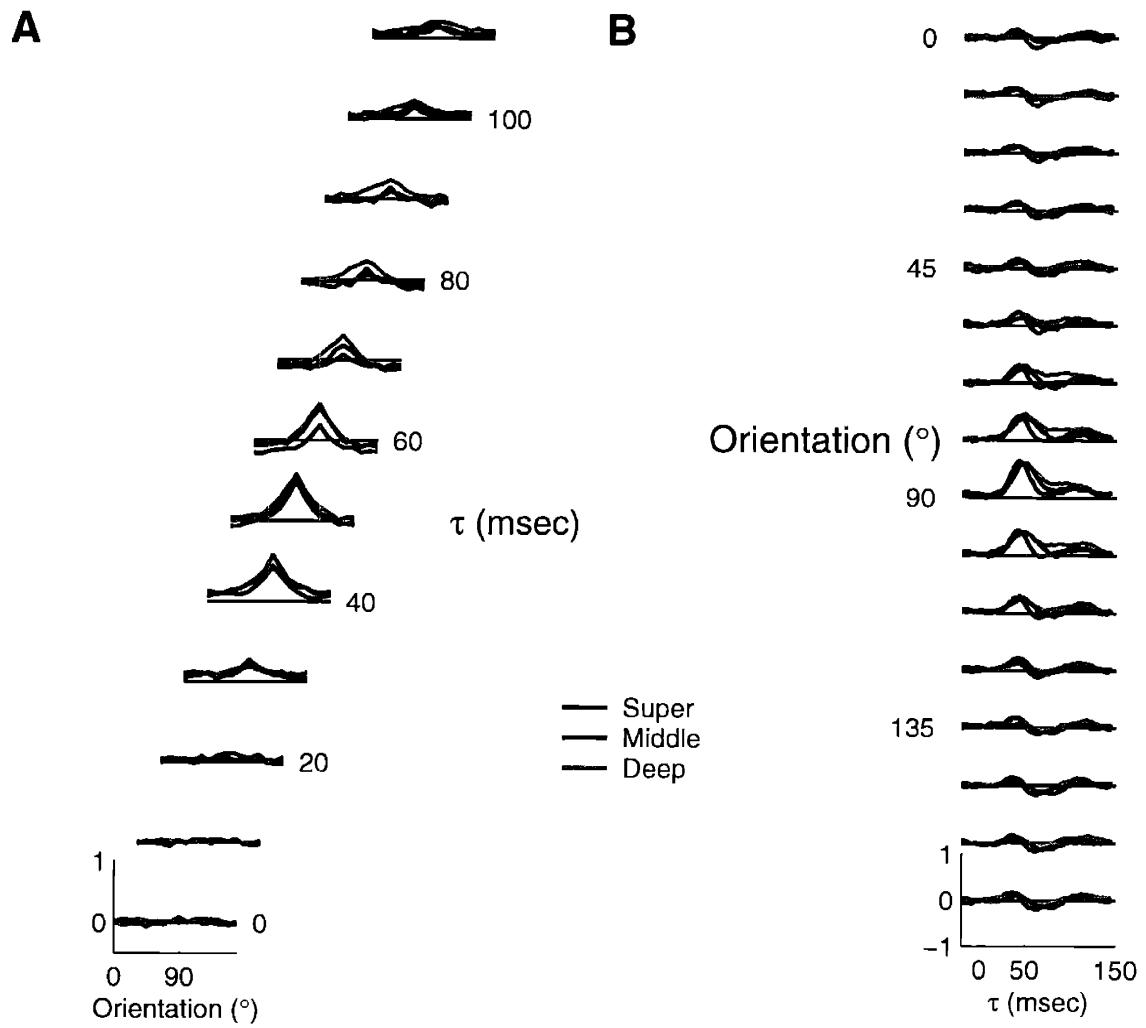 A
100
80
60
τ (msec)
40
20
1
0
0
0 90
Orientation (°)
Super
Middle
Deep
B
0
45
Orientation (°)
90
135
1
0
−1
0 50 150
τ (msec)